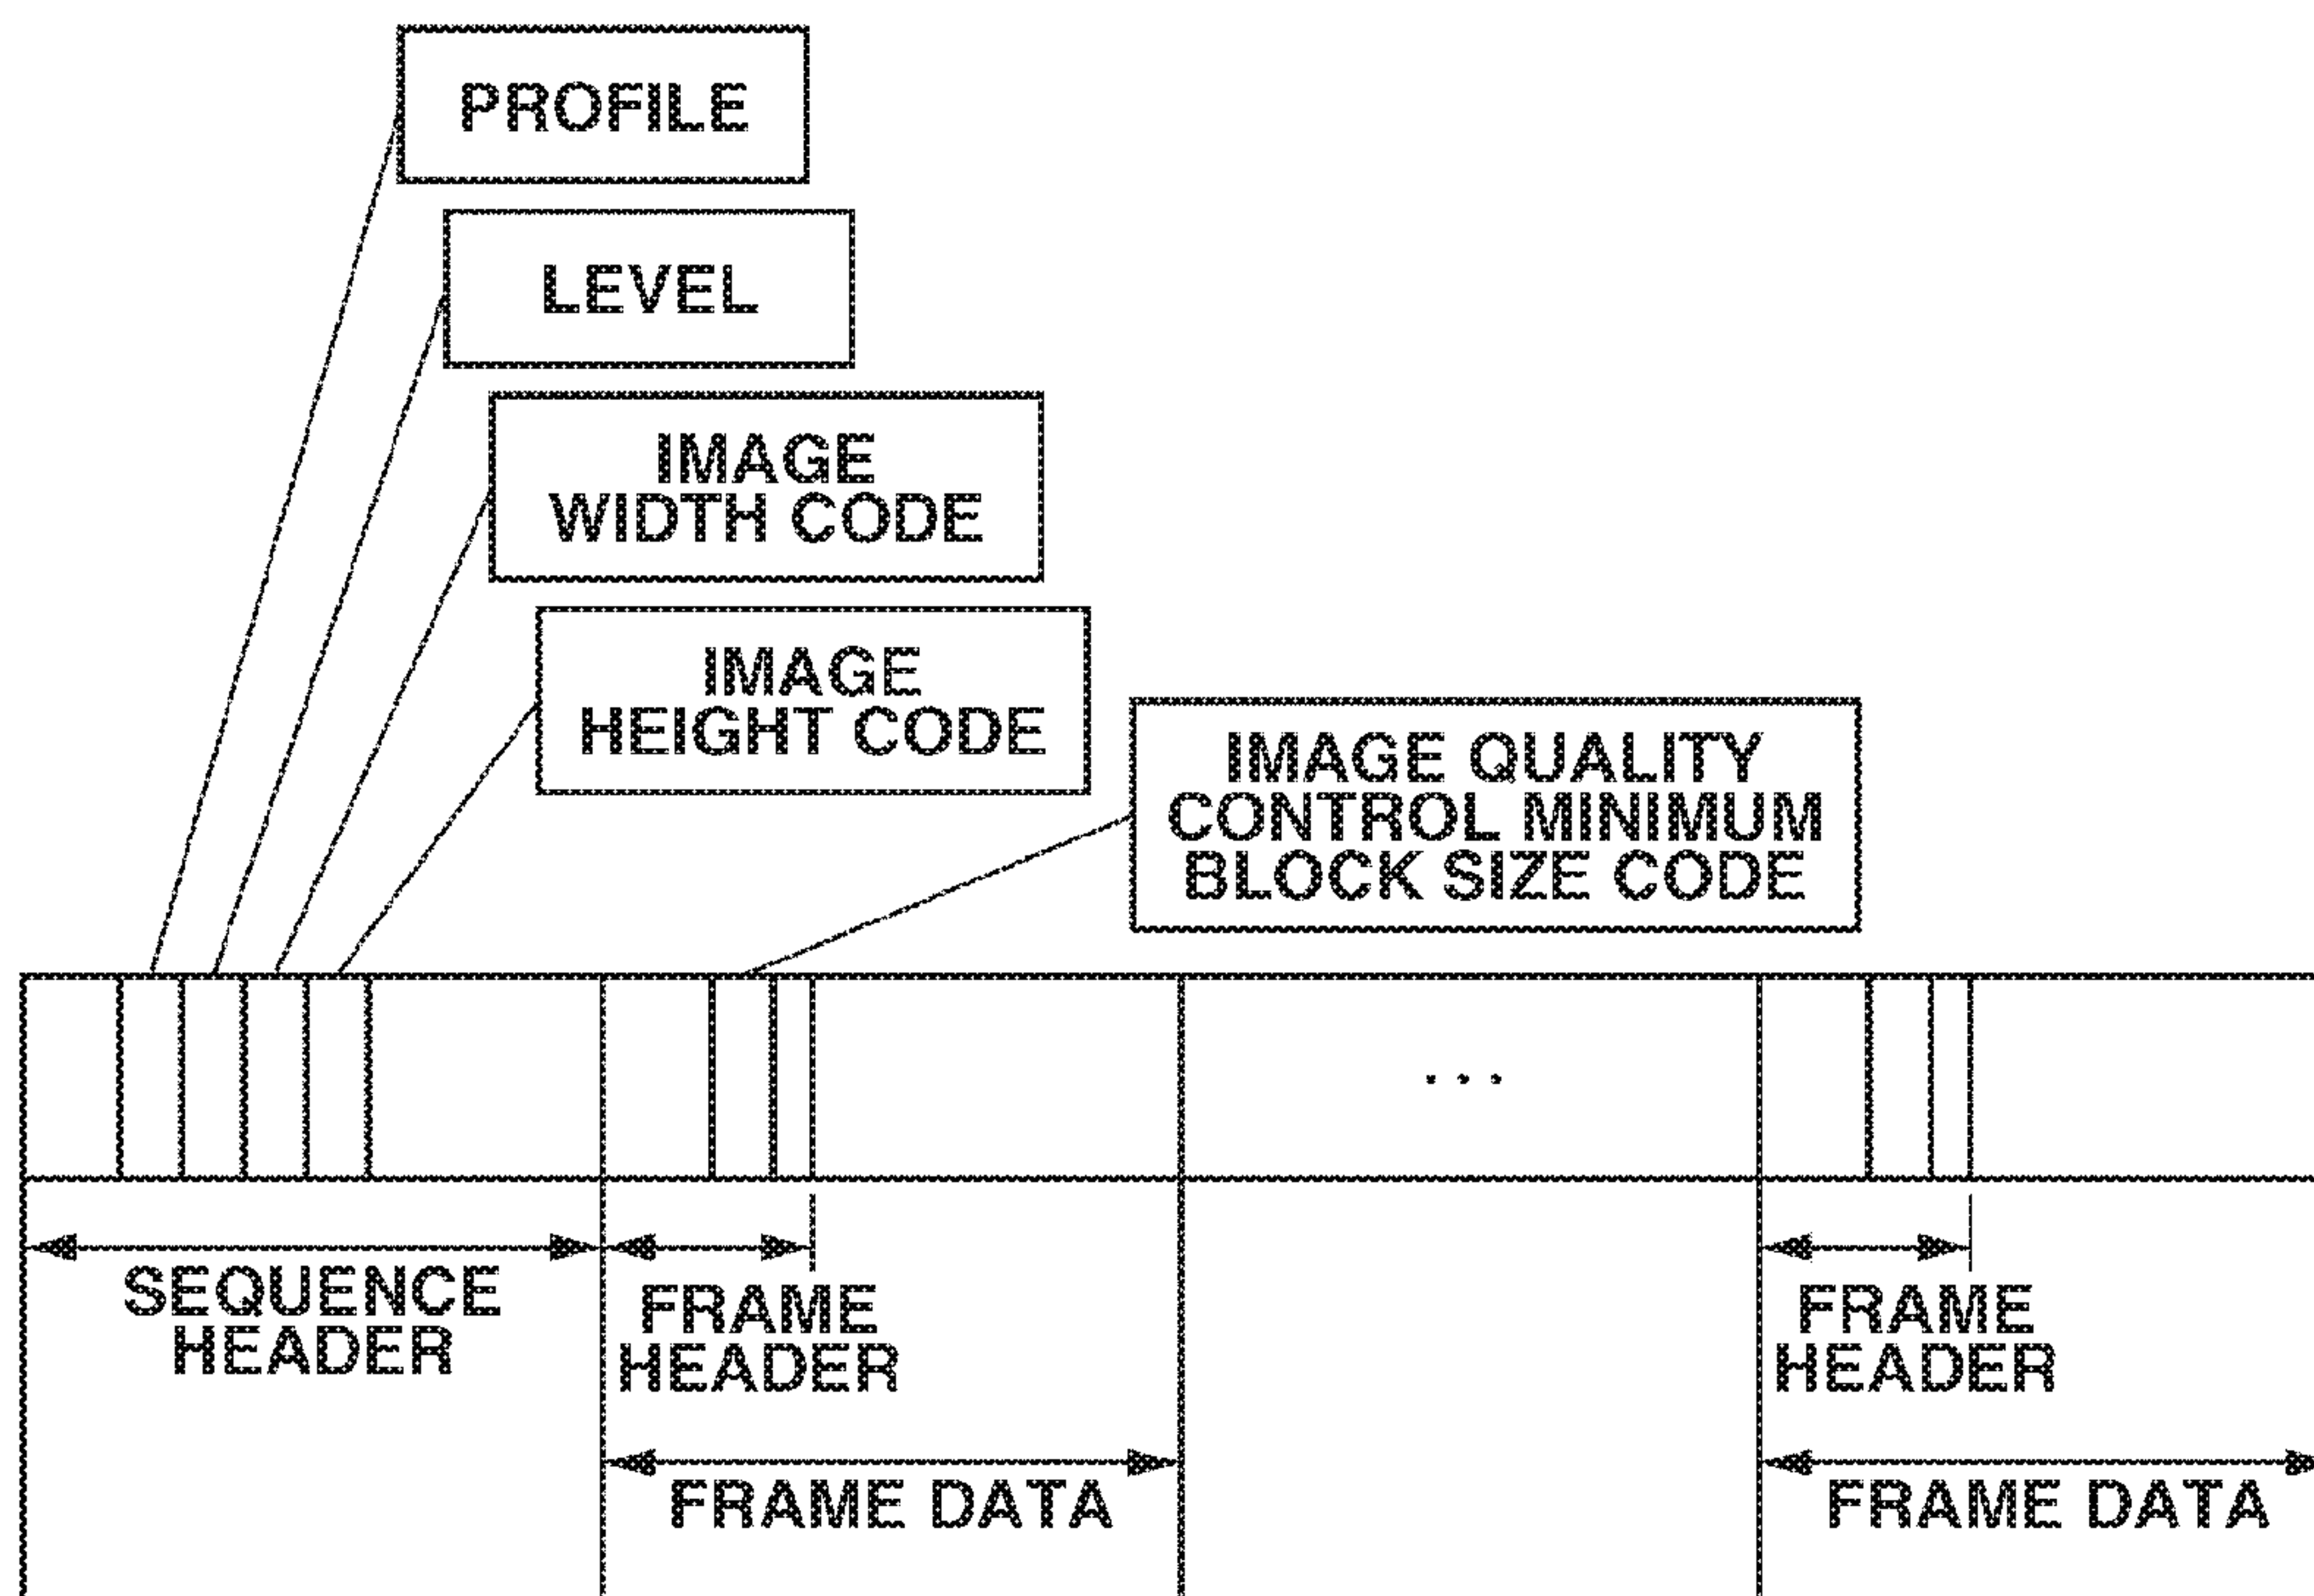 PROFILE
LEVEL
IMAGE
WIDTH CODE
IMAGE
HEIGHT CODE
IMAGE QUALITY
CONTROL MINIMUM
BLOCK SIZE CODE
. . .
SEQUENCE
HEADER
FRAME
HEADER
FRAME
HEADER
FRAME DATA
FRAME DATA